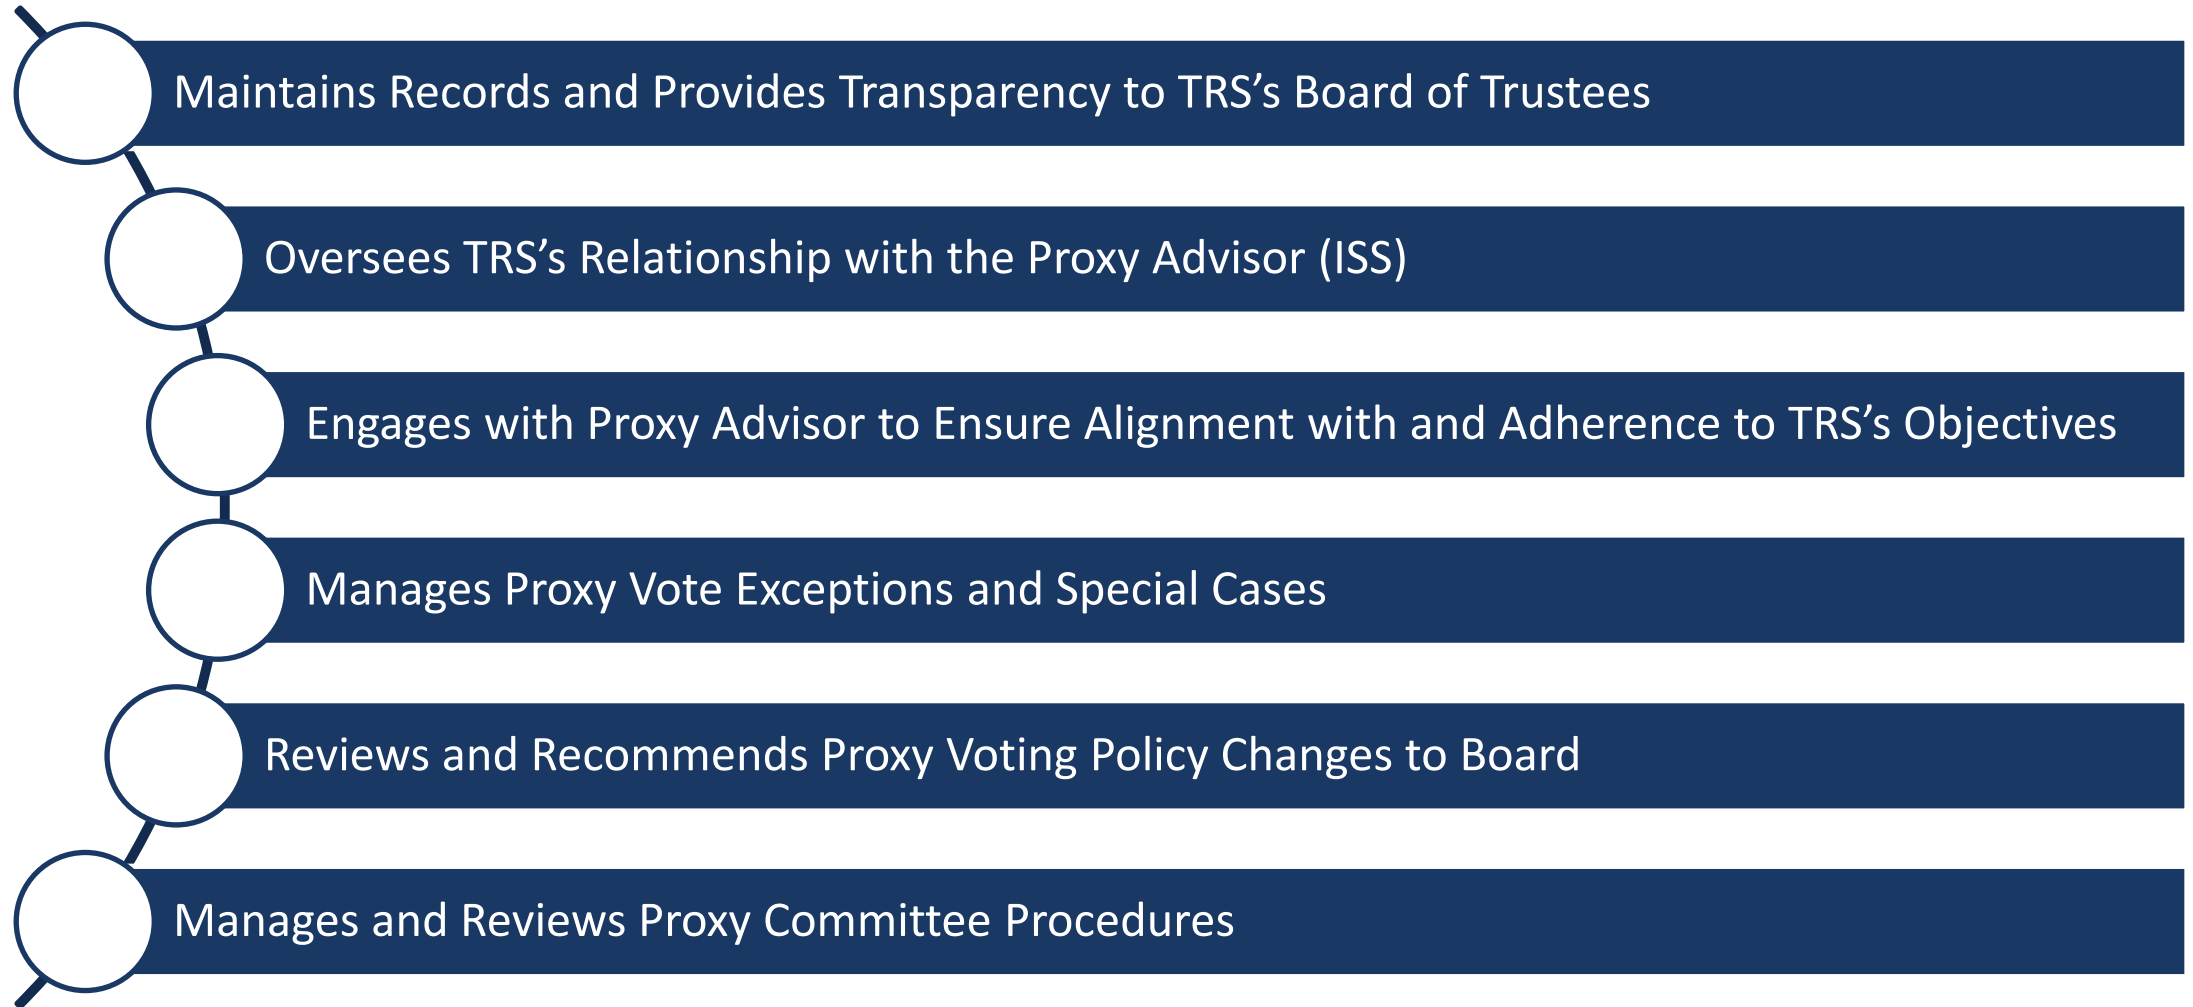 Maintains Records and Provides Transparency to TRS’s Board of Trustees
Oversees TRS’s Relationship with the Proxy Advisor (ISS)
Engages with Proxy Advisor to Ensure Alignment with and Adherence to TRS’s Objectives
Manages Proxy Vote Exceptions and Special Cases
Reviews and Recommends Proxy Voting Policy Changes to Board
Manages and Reviews Proxy Committee Procedures